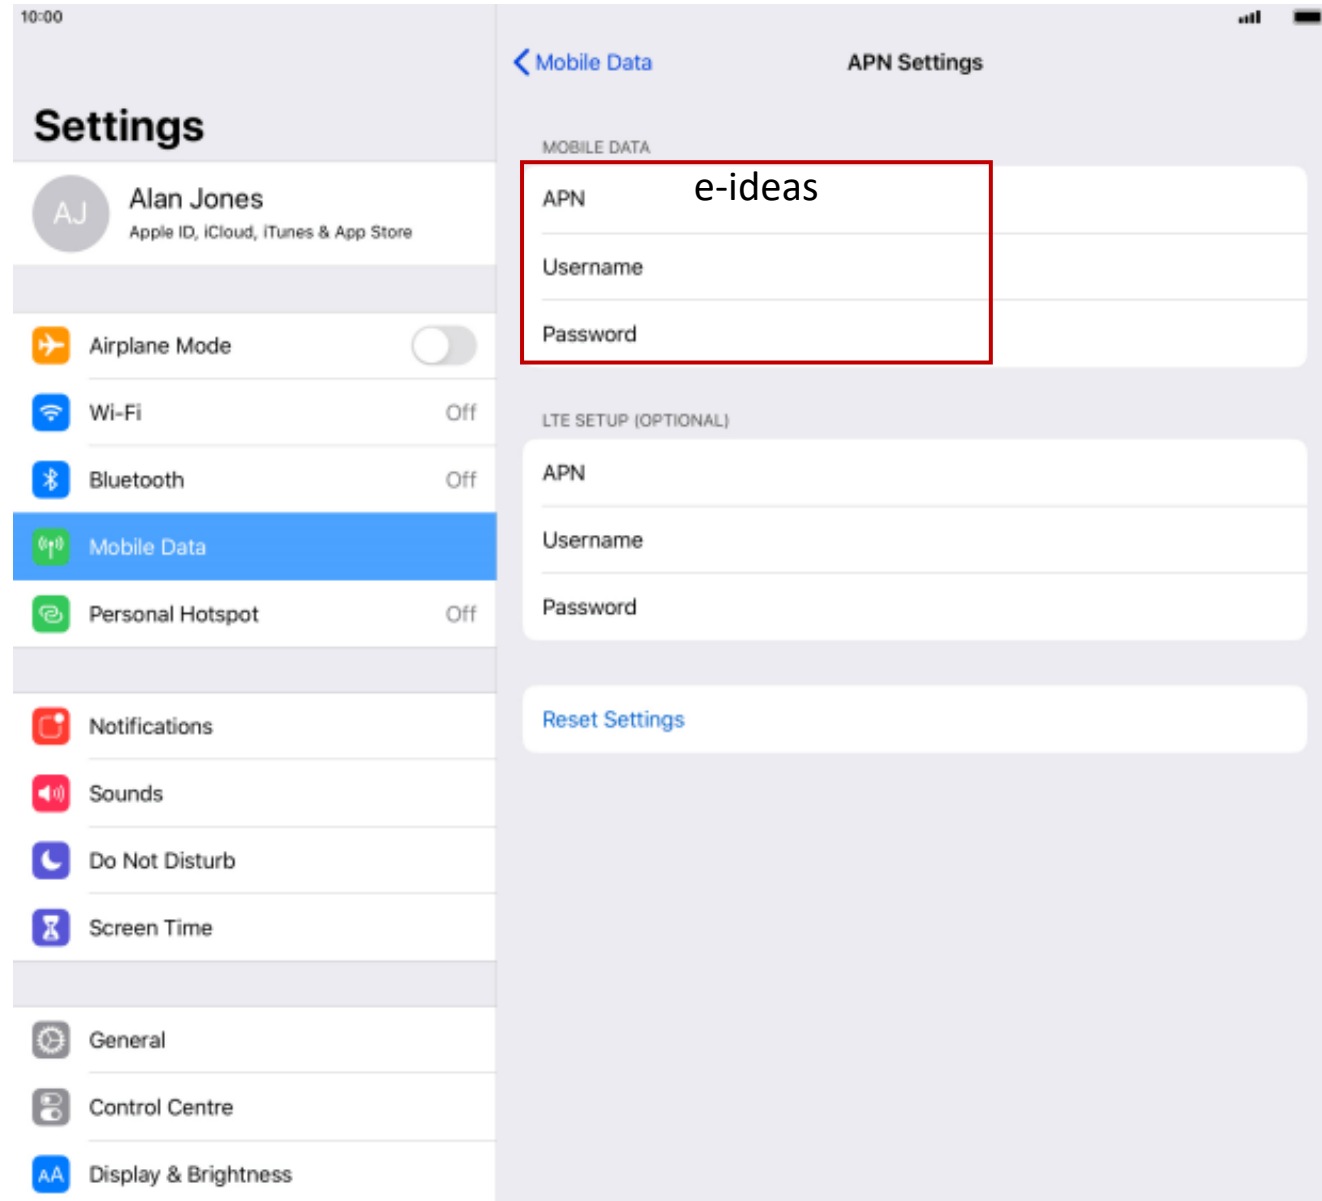 10:00
Settings
AJ
Alan Jones
Apple ID, iCloud, iTunes & App Store
Airplane Mode
Wi-Fi Off
Bluetooth Off
Mobile Data
Personal Hotspot Off
Notifications
Sounds
Do Not Disturb
Screen Time
General
Control Centre
AA Display & Brightness
Mobile Data
APN Settings
MOBILE DATA
APN e-ideas
Username
Password
LTE SETUP (OPTIONAL)
APN
Username
Password
Reset Settings